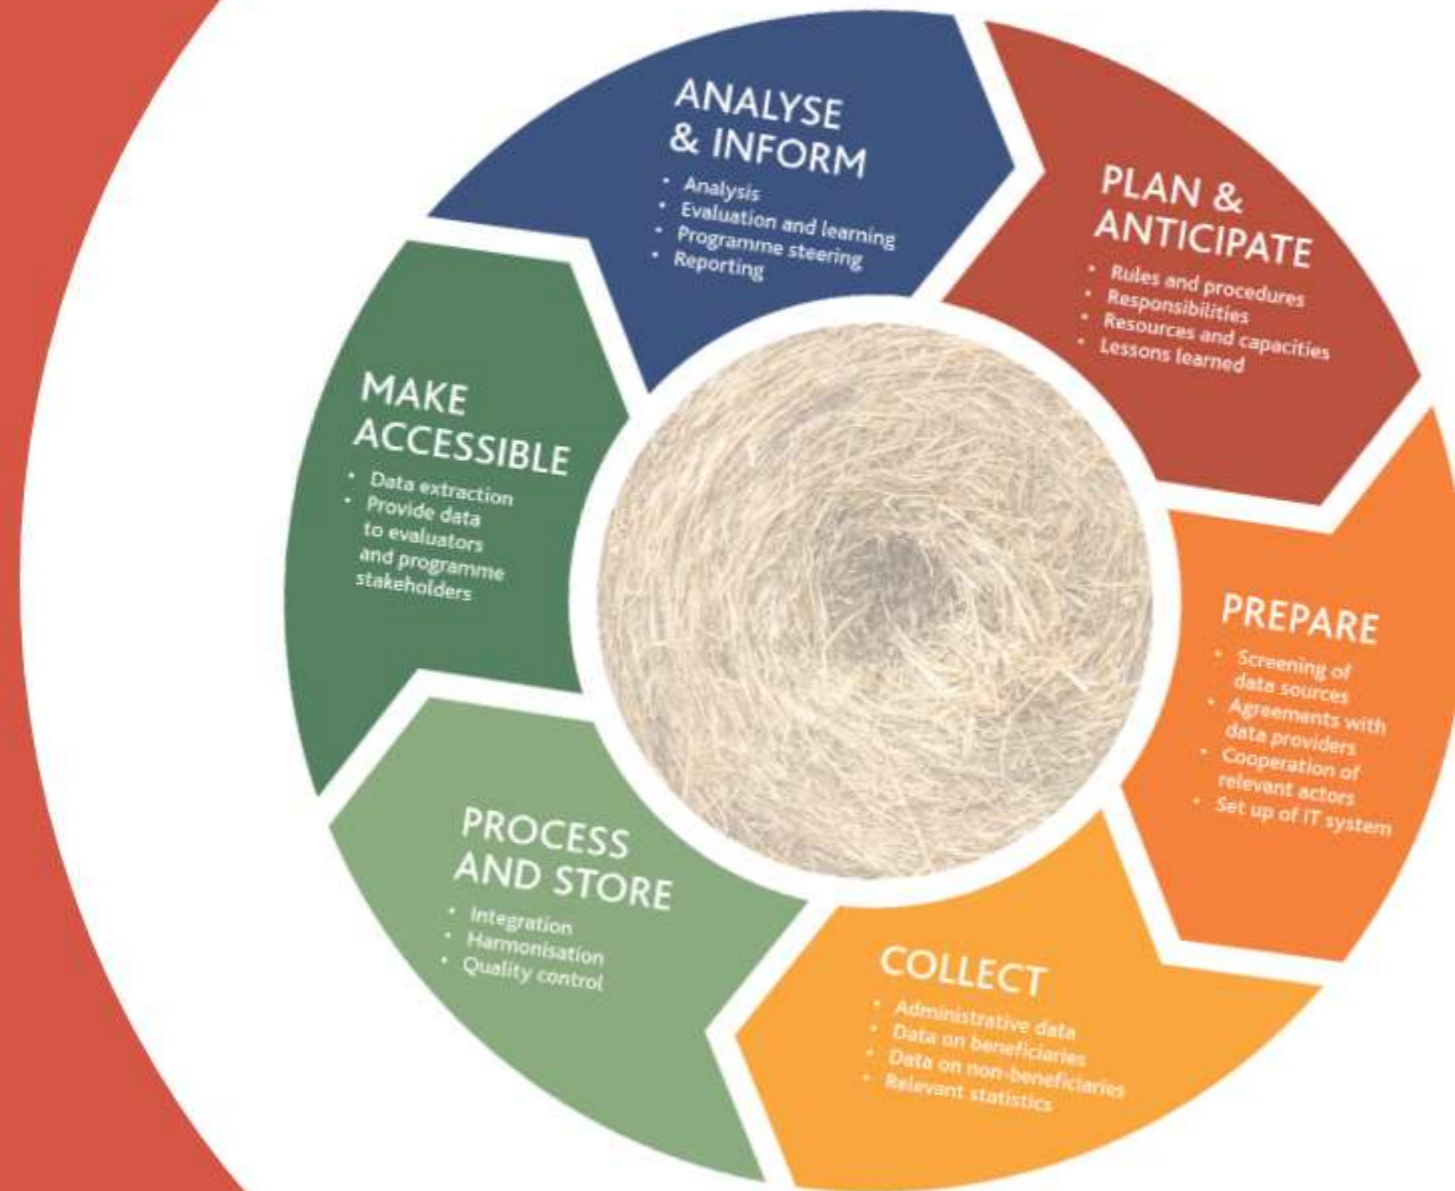 ANALYSE
& INFORM
• Analysis
• Evaluation and learning
• Programme steering
• Reporting
PLAN &
ANTICIPATE
• Rules and procedures
• Responsibilities
• Resources and capacities
• Lessons learned
PREPARE
• Screening of
data sources
• Agreements with
data providers
• Cooperation of
relevant actors
• Set up of IT system
COLLECT
• Administrative data
• Data on beneficiaries
• Data on non-beneficiaries
• Relevant statistics
PROCESS
AND STORE
• Integration
• Harmonisation
• Quality control
MAKE
ACCESSIBLE
• Data extraction
• Provide data
to evaluators
and programme
stakeholders